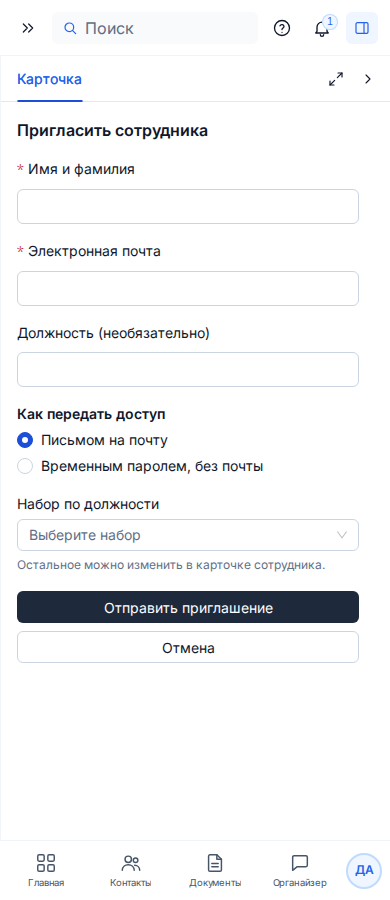 Поиск
1
Карточка
Пригласить сотрудника
* Имя и фамилия
* Электронная почта
Должность (необязательно)
Как передать доступ
Письмом на почту
Временным паролем, без почты
Набор по должности
Выберите набор
Остальное можно изменить в карточке сотрудника.
Отправить приглашение
Отмена
Главная
Контакты
Документы
Органайзер
ДА